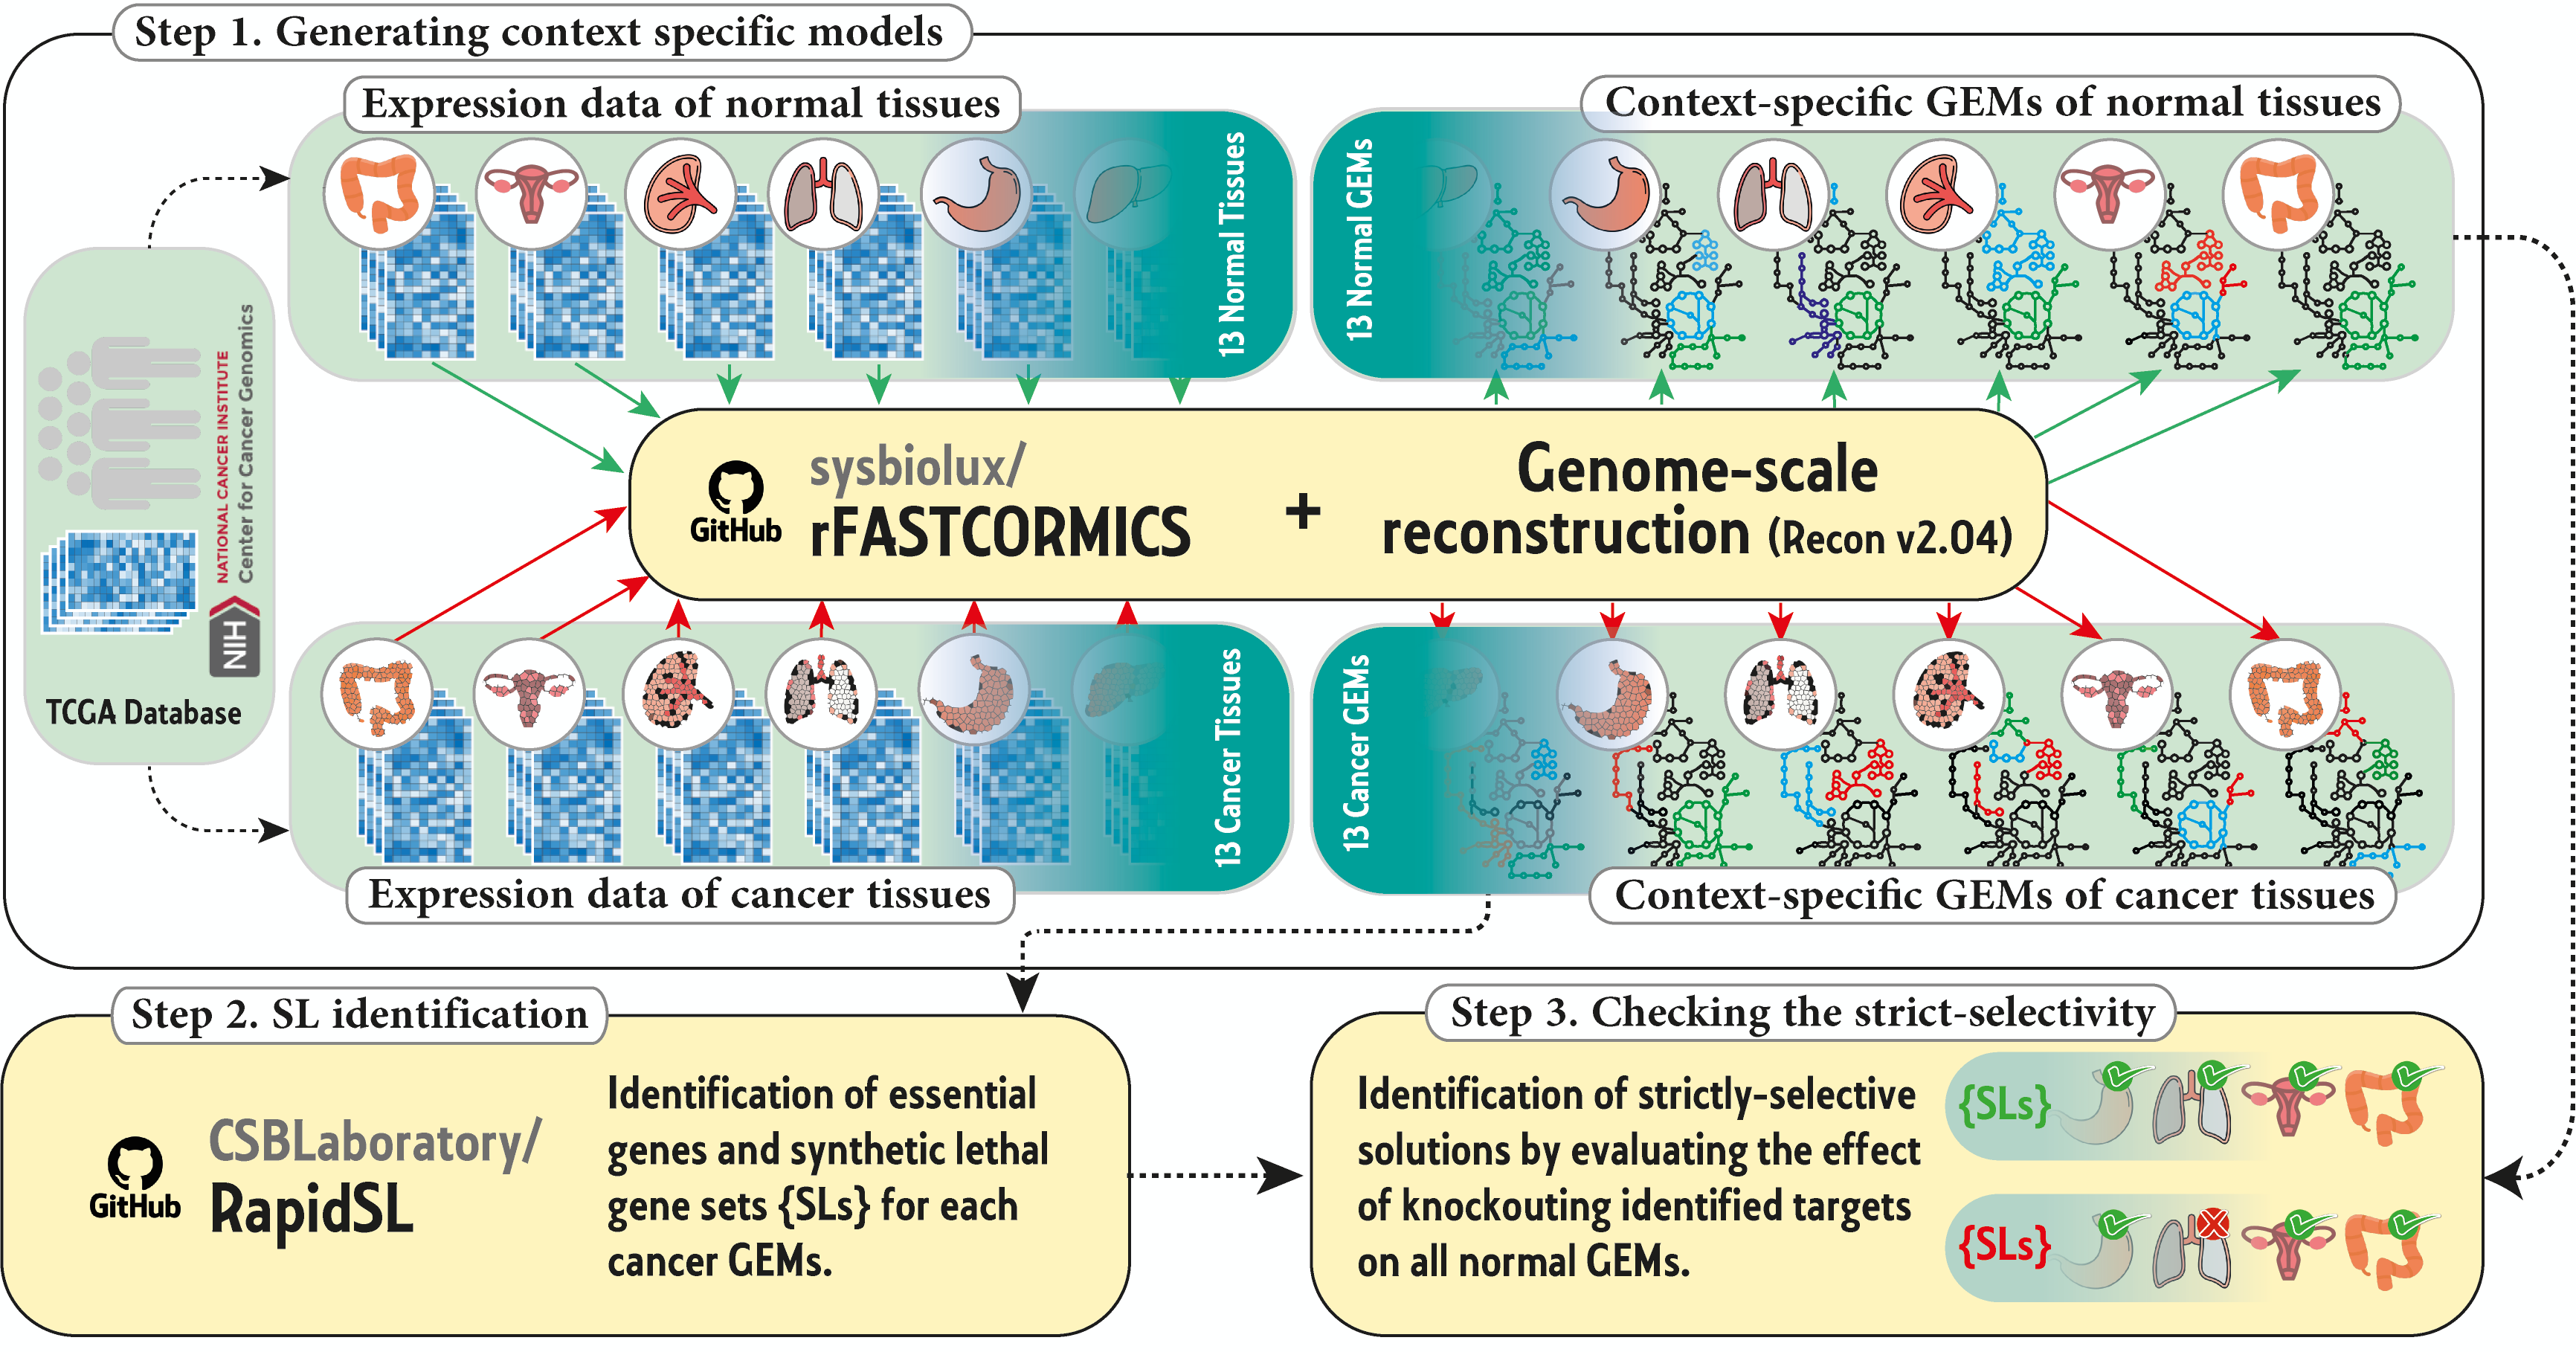 Step 1. Generating context specific models
Expression data of normal tissues
Context-specific GEMs of normal tissues
13 Normal Tissues
13 Normal GEMs
NATIONAL CANCER INSTITUTE
Center for Cancer Genomics
NIH
TCGA Database
GitHub
sysbiolux/
rFASTCORMICS
+
Genome-scale
reconstruction (Recon v2.04)
13 Cancer Tissues
13 Cancer GEMs
Expression data of cancer tissues
Context-specific GEMs of cancer tissues
Step 2. SL identification
GitHub
CSBLaboratory/
RapidSL
Identification of essential
genes and synthetic lethal
gene sets {SLs} for each
cancer GEMs.
Step 3. Checking the strict-selectivity
Identification of strictly-selective
solutions by evaluating the effect
of knockouting identified targets
on all normal GEMs.
{SLs}
{SLs}